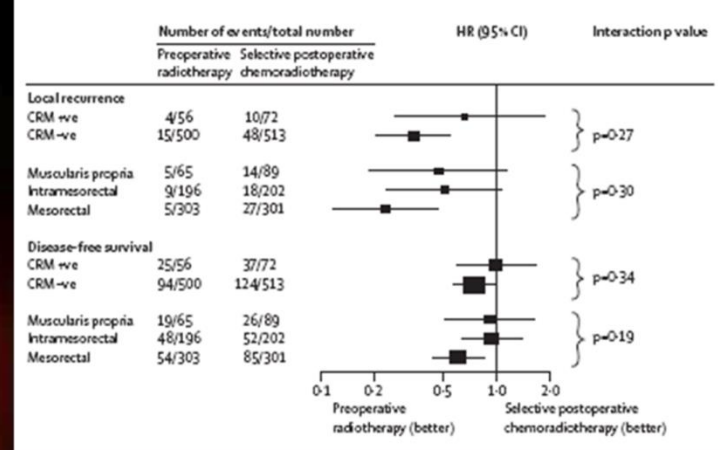 Number of events/total number HR (95% CI) Interaction p value
Preoperative radiotherapy Selective postoperative chemoradiotherapy
Local recurrence
CRM +ve 4/56 10/72
CRM -ve 15/500 48/513 p=0·27
Muscularis propria 5/65 14/89
Intramesorectal 9/196 18/202 p=0·30
Mesorectal 5/303 27/301
Disease-free survival
CRM +ve 25/56 37/72
CRM -ve 94/500 124/513 p=0·34
Muscularis propria 19/65 26/89
Intramesorectal 48/196 52/202 p=0·19
Mesorectal 54/303 85/301
0·1 0·2 0·5 1·0 2·0
Preoperative Selective postoperative
radiotherapy (better) chemoradiotherapy (better)